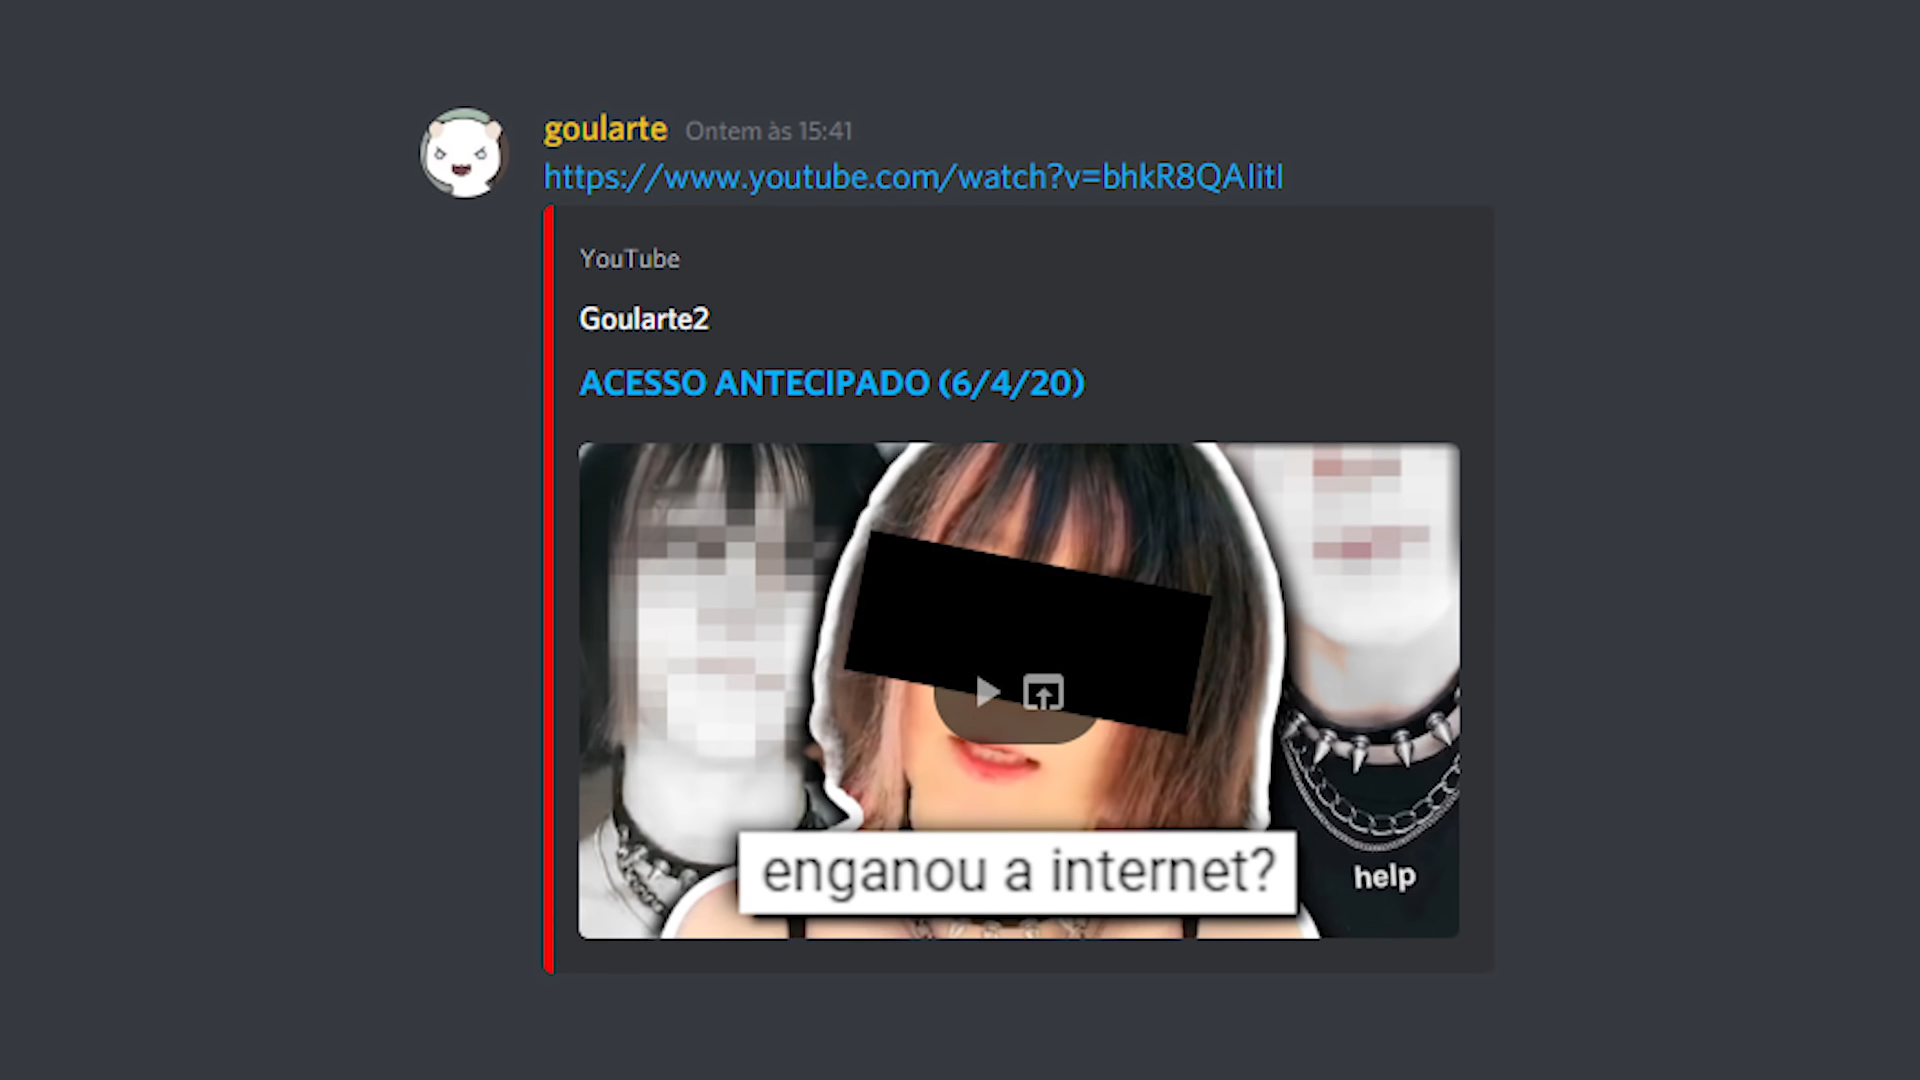 goularte Ontem às 15:41
https://www.youtube.com/watch?v=bhkR8QAlitI
YouTube
Goularte2
ACESSO ANTECIPADO (6/4/20)
enganou a internet?
help